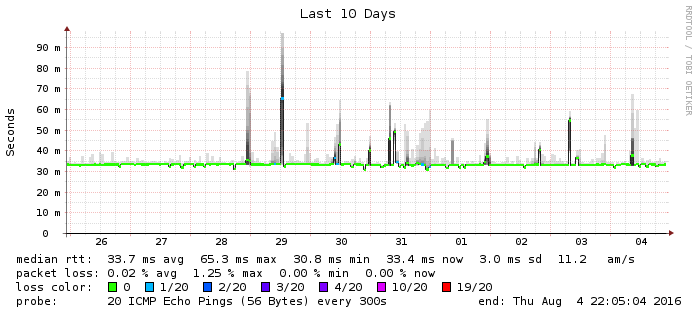 Last 10 Days
RRDTOOL / TOBI OETIKER
Seconds
90 m
80 m
70 m
60 m
50 m
40 m
30 m
20 m
10 m
0
26 27 28 29 30 31 01 02 03 04
median rtt: 33.7 ms avg 65.3 ms max 30.8 ms min 33.4 ms now 3.0 ms sd 11.2 am/s
packet loss: 0.02 % avg 1.25 % max 0.00 % min 0.00 % now
loss color: 0 1/20 2/20 3/20 4/20 10/20 19/20
probe: 20 ICMP Echo Pings (56 Bytes) every 300s end: Thu Aug 4 22:05:04 2016